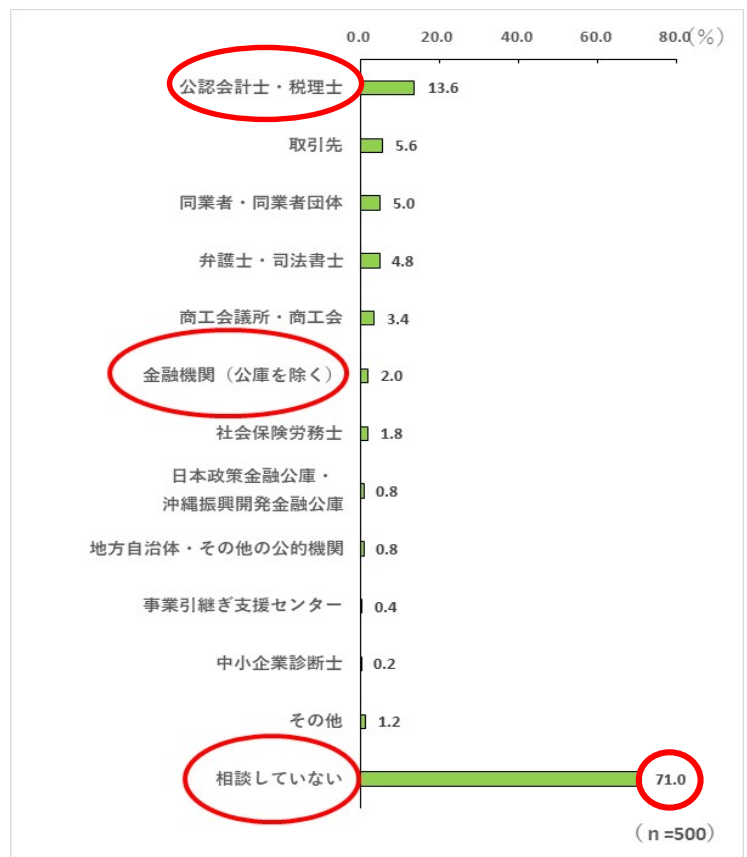 0.0 20.0 40.0 60.0 80.0(%)
公認会計士・税理士 13.6
取引先 5.6
同業者・同業者団体 5.0
弁護士・司法書士 4.8
商工会議所・商工会 3.4
金融機関（公庫を除く） 2.0
社会保険労務士 1.8
日本政策金融公庫・
沖縄振興開発金融公庫 0.8
地方自治体・その他の公的機関 0.8
事業引継ぎ支援センター 0.4
中小企業診断士 0.2
その他 1.2
相談していない 71.0
（n=500）